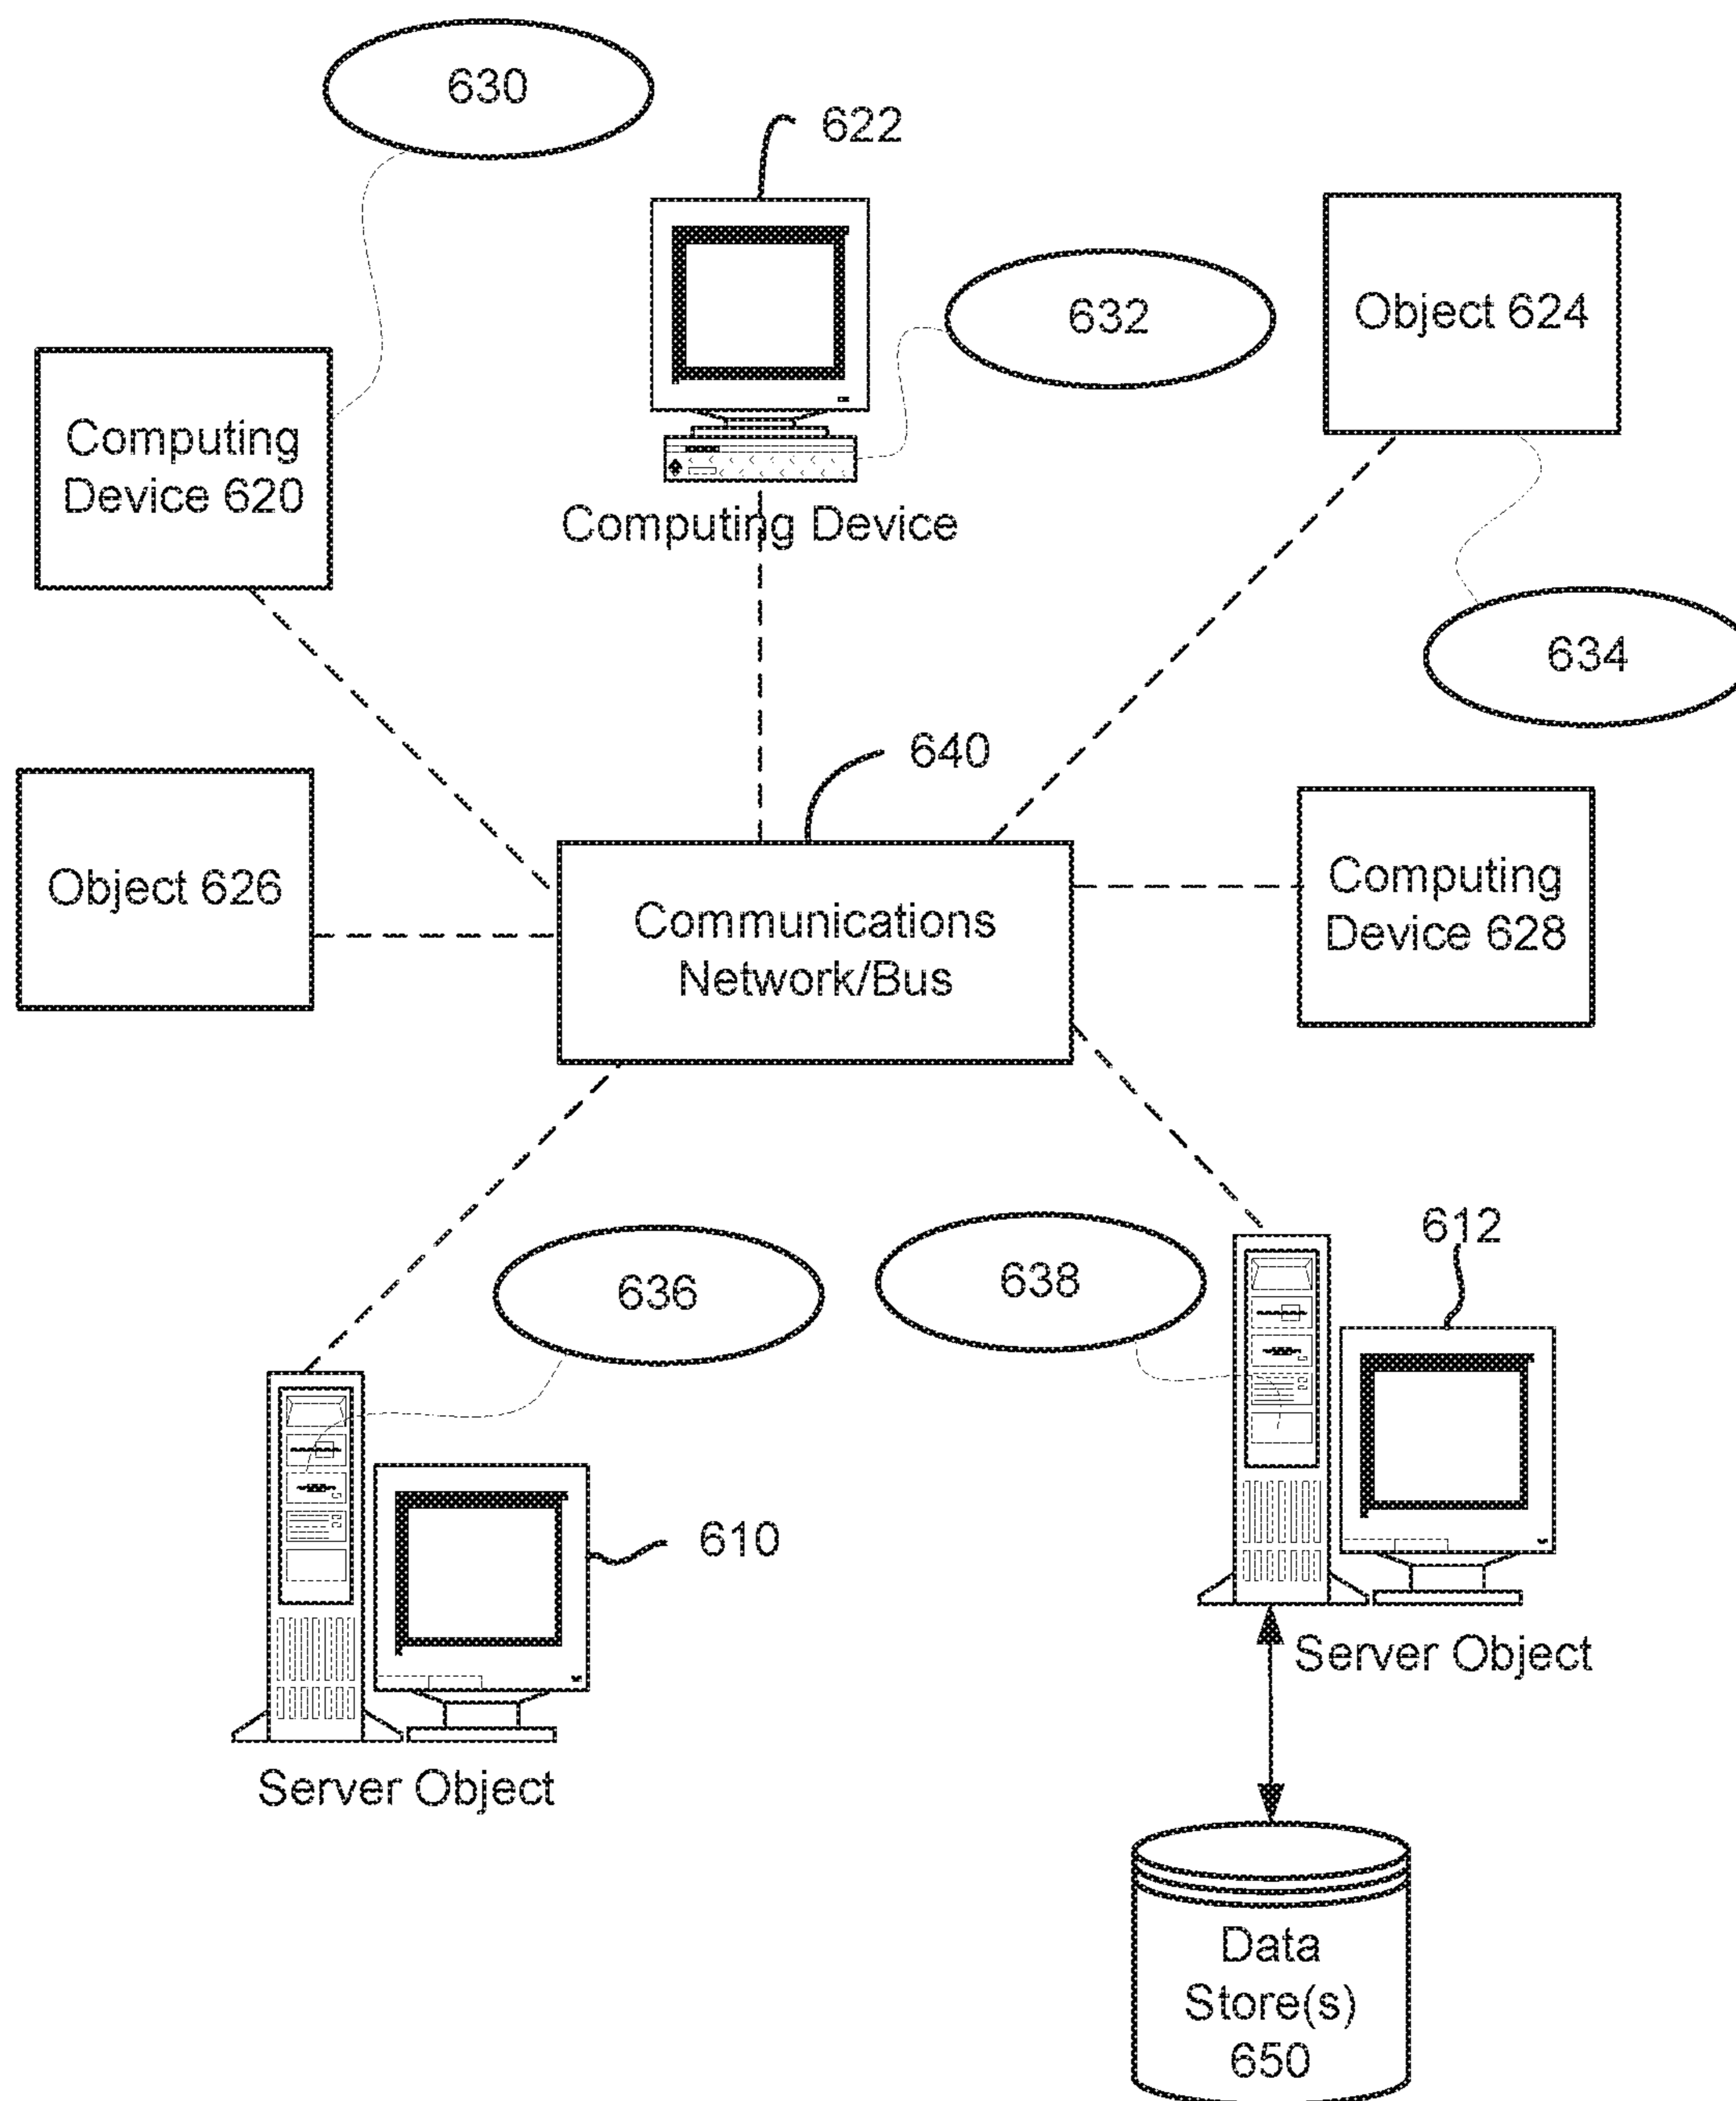 630
622
632
Object 624
Computing
Device 620
Computing Device
634
640
Object 626
Communications
Network/Bus
Computing
Device 628
612
636
638
610
Server Object
Server Object
Data
Store(s)
650